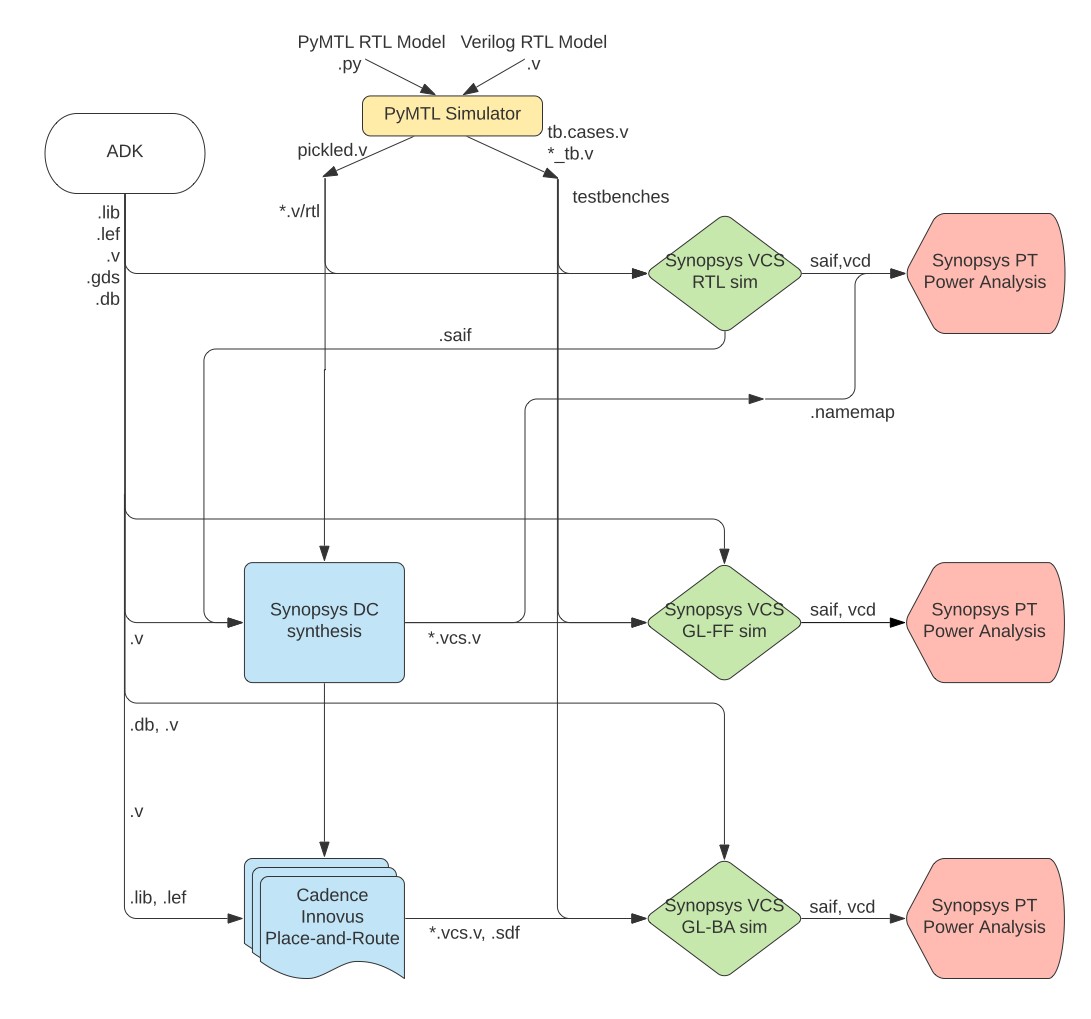 PyMTL RTL Model
.py
Verilog RTL Model
.v
PyMTL Simulator
ADK
pickled.v
tb.cases.v
*_tb.v
testbenches
*.v/rtl
.lib
.lef
.v
.gds
.db
Synopsys VCS
RTL sim
saif,vcd
Synopsys PT
Power Analysis
.saif
.namemap
Synopsys DC
synthesis
.v
*.vcs.v
Synopsys VCS
GL-FF sim
saif, vcd
Synopsys PT
Power Analysis
.db, .v
.v
.lib, .lef
Cadence
Innovus
Place-and-Route
*.vcs.v, .sdf
Synopsys VCS
GL-BA sim
saif, vcd
Synopsys PT
Power Analysis